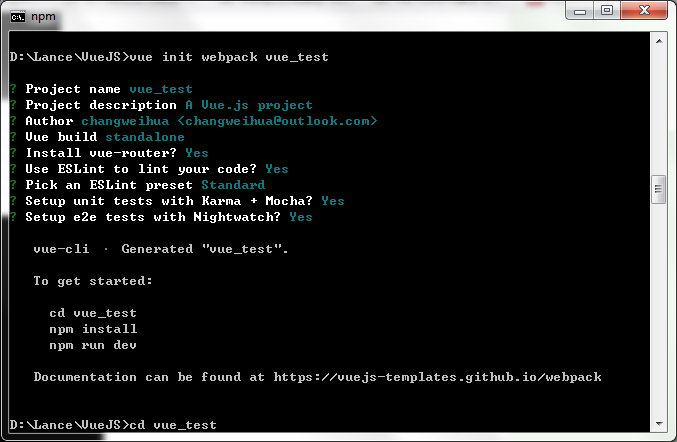 npm
D:\Lance\VueJS>vue init webpack vue_test
? Project name vue_test
? Project description A Vue.js project
? Author changweihua <changweihua@outlook.com>
? Vue build standalone
? Install vue-router? Yes
? Use ESLint to lint your code? Yes
? Pick an ESLint preset Standard
? Setup unit tests with Karma + Mocha? Yes
? Setup e2e tests with Nightwatch? Yes
vue-cli · Generated "vue_test".
To get started:
cd vue_test
npm install
npm run dev
Documentation can be found at https://vuejs-templates.github.io/webpack
D:\Lance\VueJS>cd vue_test